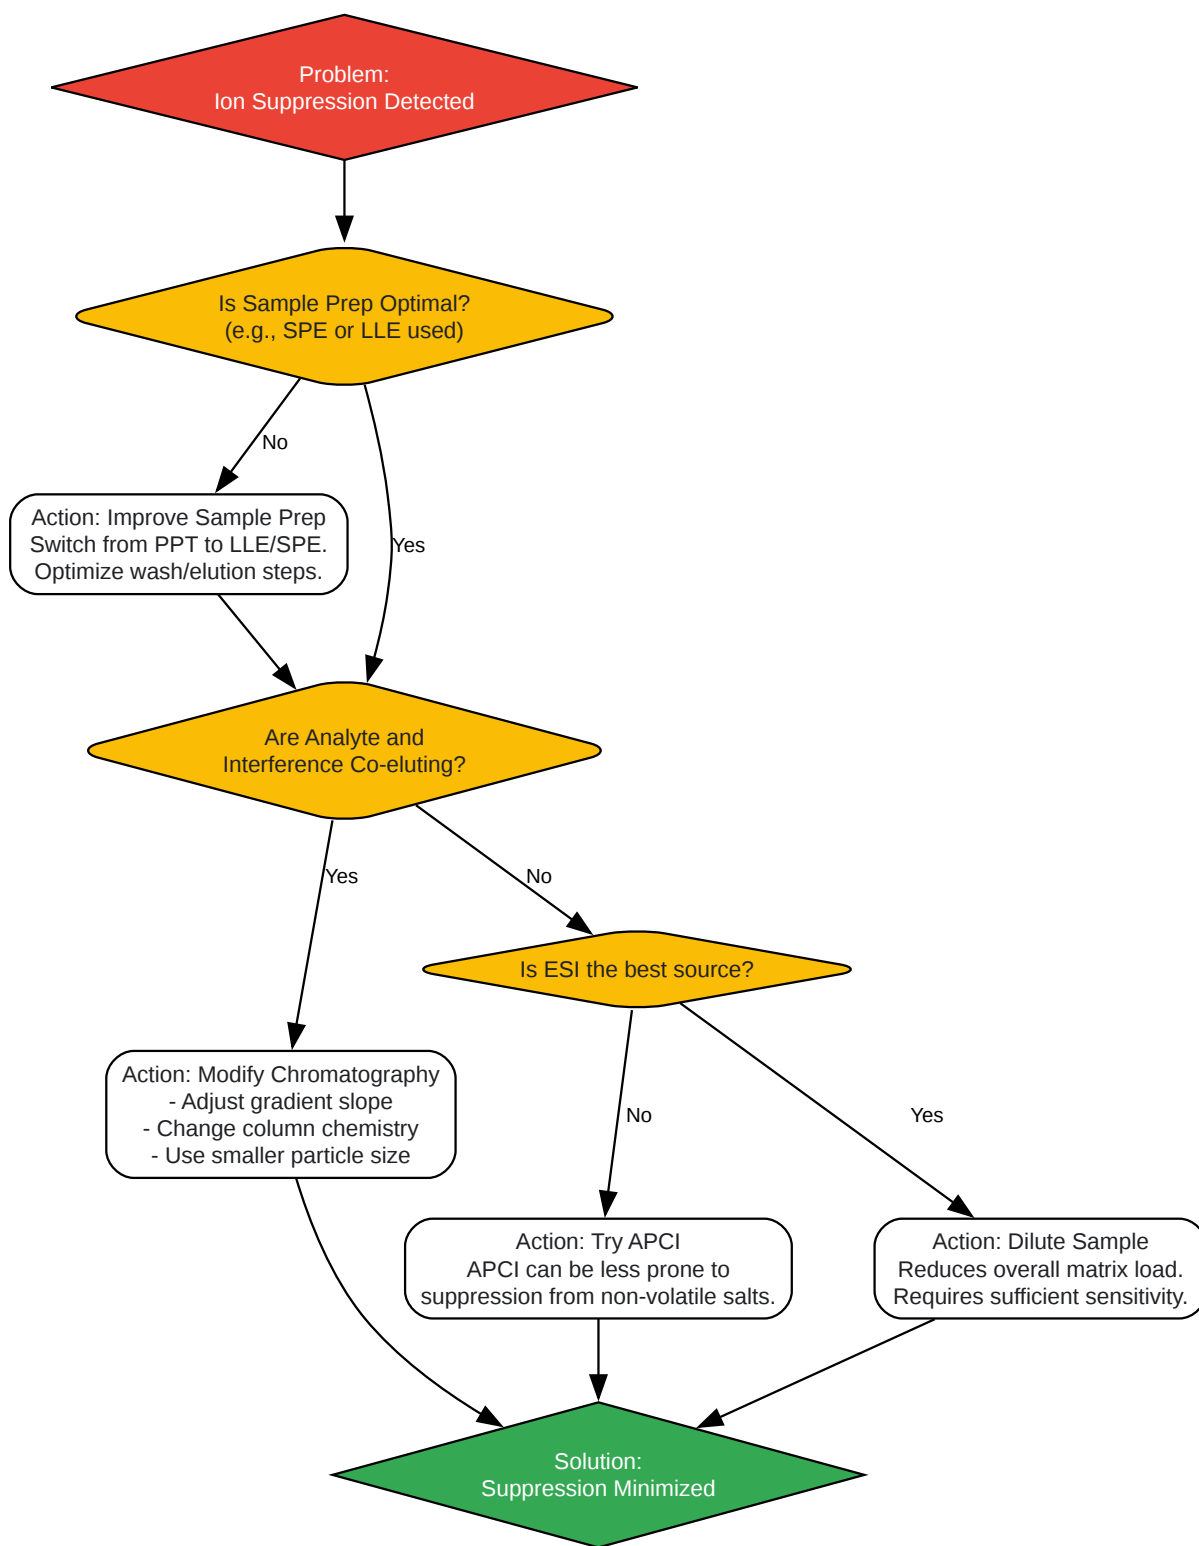 Problem:
Ion Suppression Detected
Is Sample Prep Optimal?
(e.g., SPE or LLE used)
No
Action: Improve Sample Prep
Switch from PPT to LLE/SPE.
Optimize wash/elution steps.
Yes
Are Analyte and
Interference Co-eluting?
Yes
No
Is ESI the best source?
Action: Modify Chromatography
- Adjust gradient slope
- Change column chemistry
- Use smaller particle size
No
Yes
Action: Try APCI
APCI can be less prone to
suppression from non-volatile salts.
Action: Dilute Sample
Reduces overall matrix load.
Requires sufficient sensitivity.
Solution:
Suppression Minimized